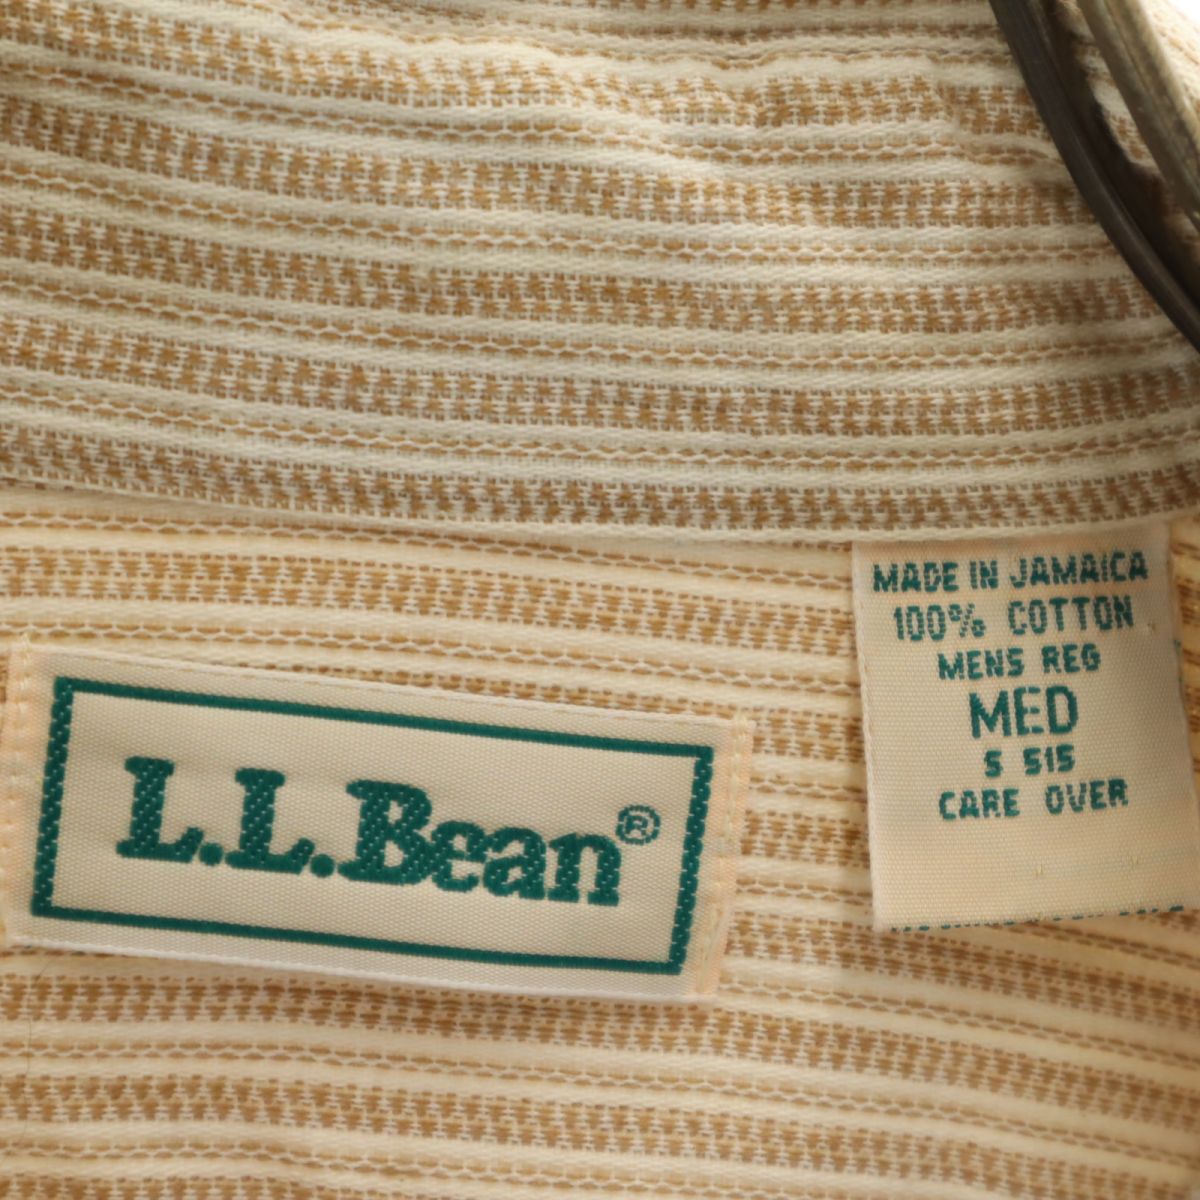 L.L.Bean®
MADE IN JAMAICA
100% COTTON
MENS REG
MED
S 515
CARE OVER